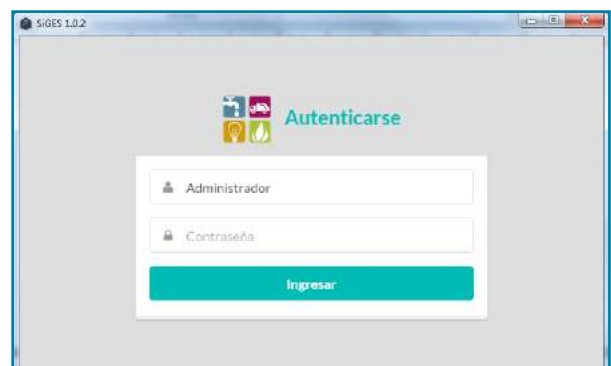 SiGES 1.0.2
Autenticarse
Administrador
Contraseña
Ingresar